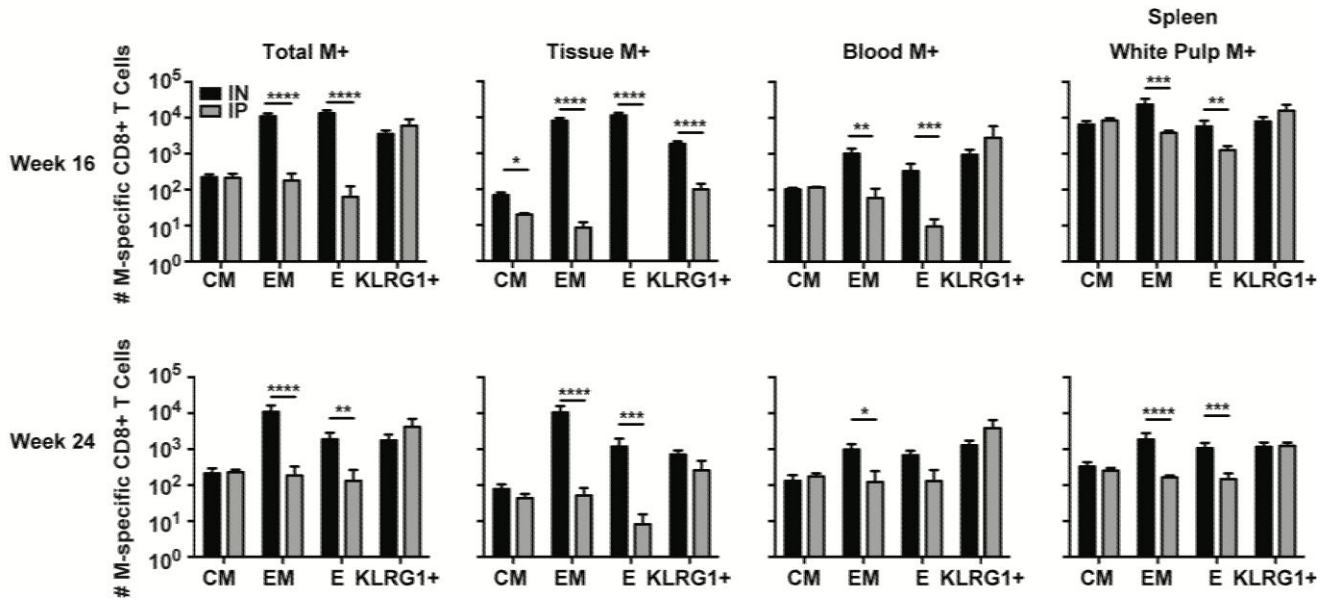 Spleen
Total M+ Tissue M+ Blood M+ White Pulp M+
Week 16
# M-specific CD8+ T Cells
10⁵
10⁴
10³
10²
10¹
10⁰
IN
IP
**** ****
* **** **** ****
** ***
*** **
CM EM E KLRG1+ CM EM E KLRG1+ CM EM E KLRG1+ CM EM E KLRG1+
Week 24
# M-specific CD8+ T Cells
10⁵
10⁴
10³
10²
10¹
10⁰
**** **
**** ***
*
**** ***
CM EM E KLRG1+ CM EM E KLRG1+ CM EM E KLRG1+ CM EM E KLRG1+